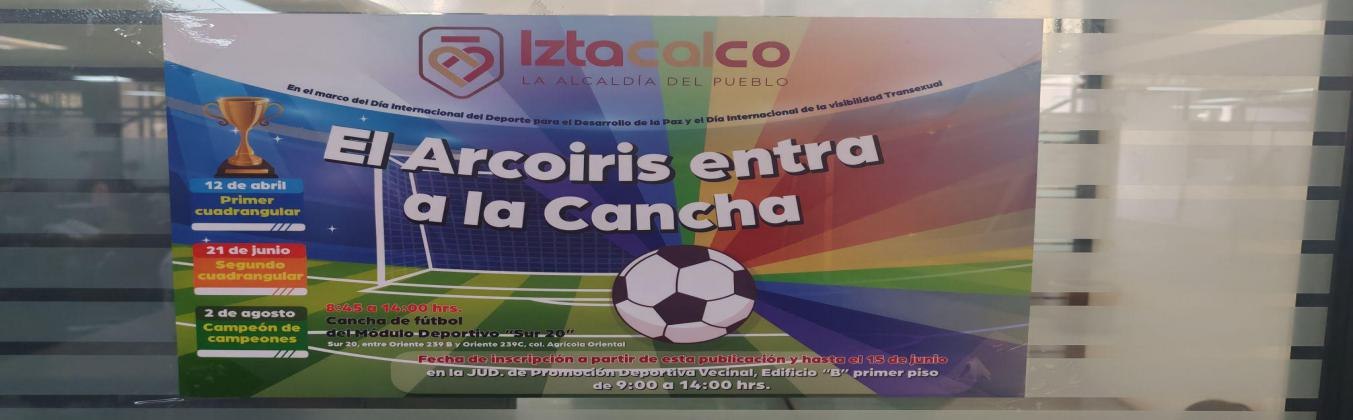 Iztacalco
LA ALCALDÍA DEL PUEBLO
En el marco del Día Internacional del Deporte para el Desarrollo de la Paz y el Día Internacional de la visibilidad Transexual
El Arcoiris entra
a la Cancha
12 de abril
Primer
cuadrangular
21 de junio
Segundo
cuadrangular
2 de agosto
Campeón de
campeones
8:45 a 14:00 hrs.
Cancha de fútbol
del Módulo Deportivo "Sur 20"
Sur 20, entre Oriente 239 B y Oriente 239C, col. Agrícola Oriental
Fecha de inscripción a partir de esta publicación y hasta el 15 de junio
en la JUD. de Promoción Deportiva Vecinal, Edificio "B" primer piso
de 9:00 a 14:00 hrs.